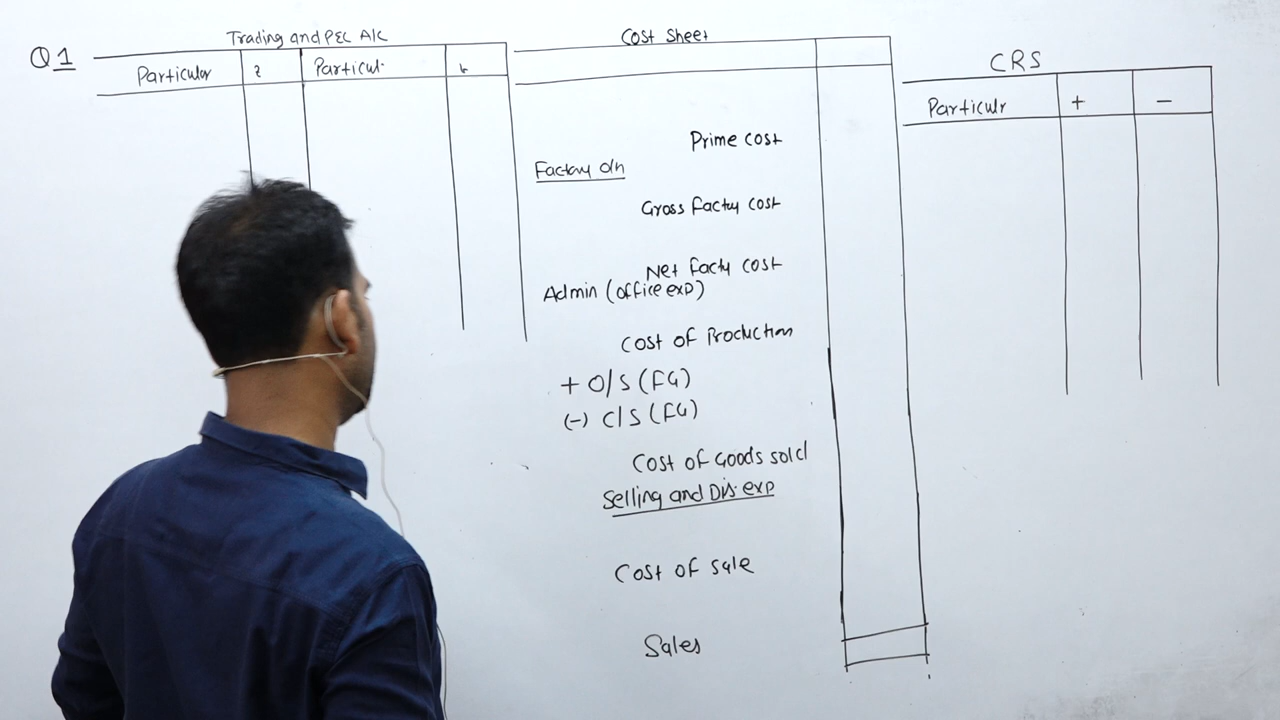 Q1
Trading and P&L A/C
Particular ₹ Particul. ₹
Cost Sheet
Prime cost
Factory o/h
Gross factory cost
Net facty cost
Admin (office exp)
Cost of Production
+ O/S (FG)
(-) C/S (FG)
Cost of Goods sold
Selling and Dis. exp
Cost of sale
Sales
CRS
Particulr + −